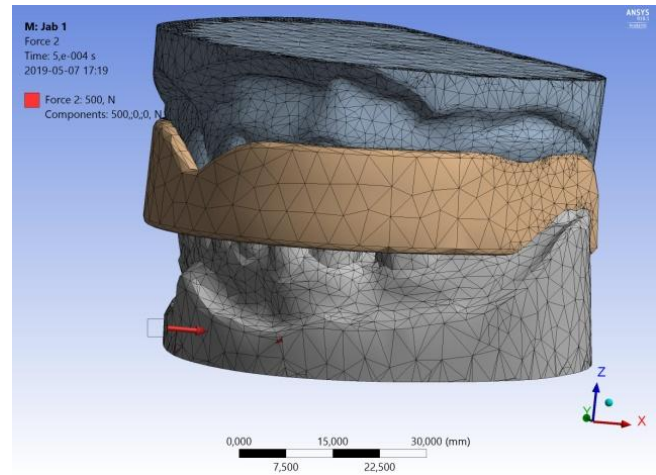 M: Jab 1
Force 2
Time: 5,e-004 s
2019-05-07 17:19
Force 2: 500, N
Components: 500,;0,;0, N
ANSYS
Z
Y
X
0,000 15,000 30,000 (mm)
7,500 22,500